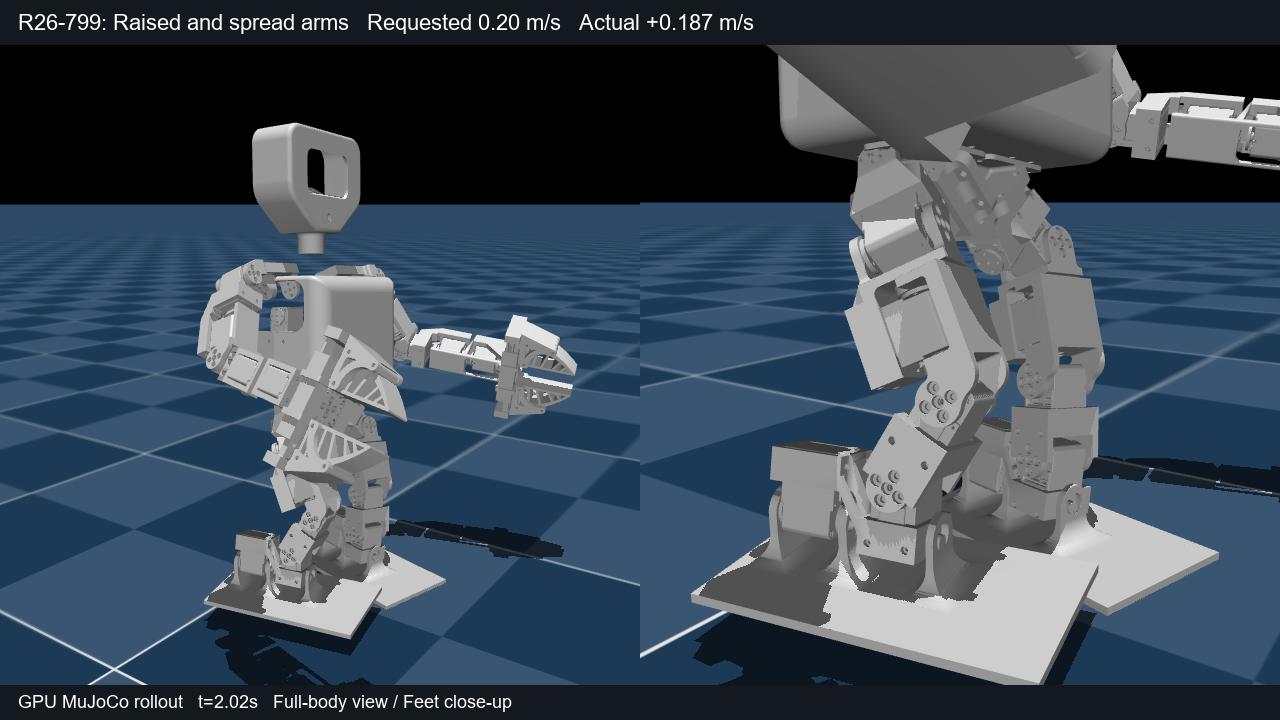 R26-799: Raised and spread arms Requested 0.20 m/s Actual +0.187 m/s
GPU MuJoCo rollout t=2.02s Full-body view / Feet close-up